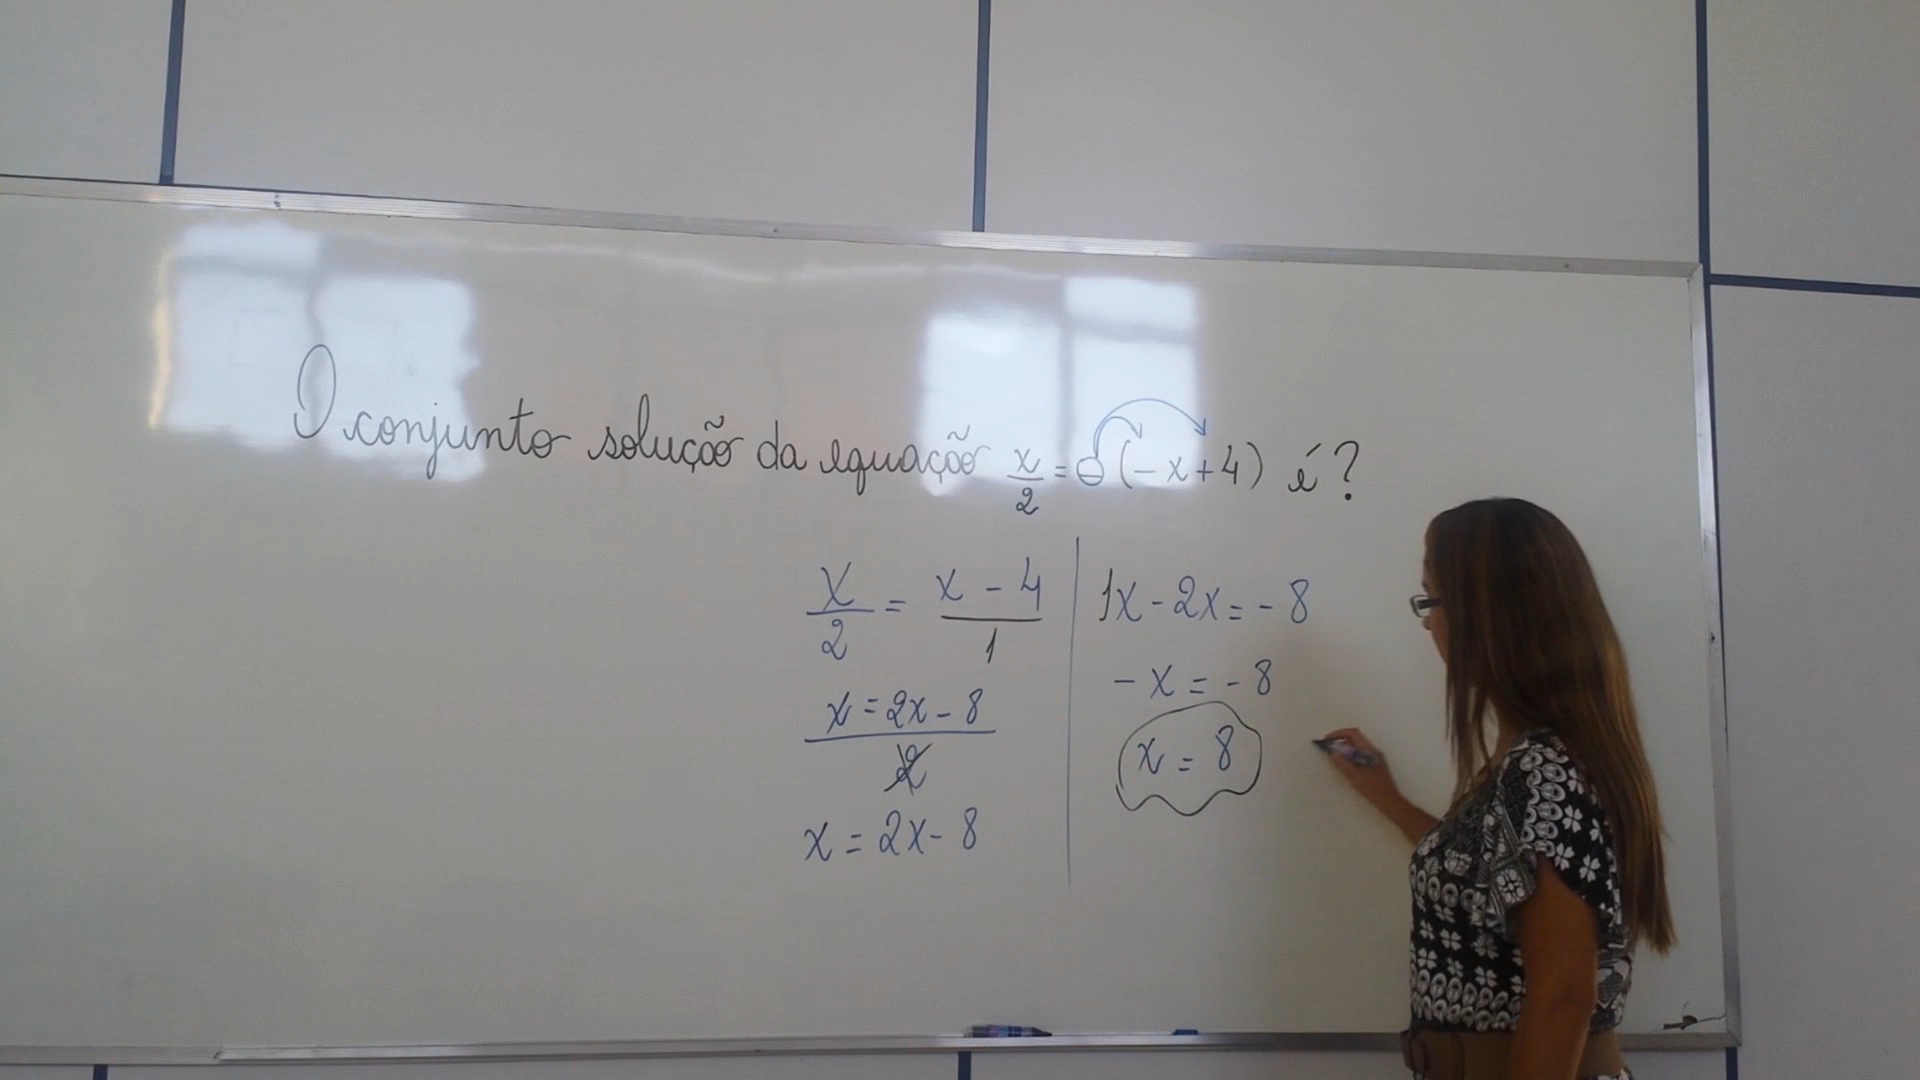 O conjunto solução da equação x/2 = - (-x+4) é?
x/2 = x - 4/1
x = 2x - 8/2
x = 2x - 8
1x - 2x = - 8
- x = - 8
x = 8